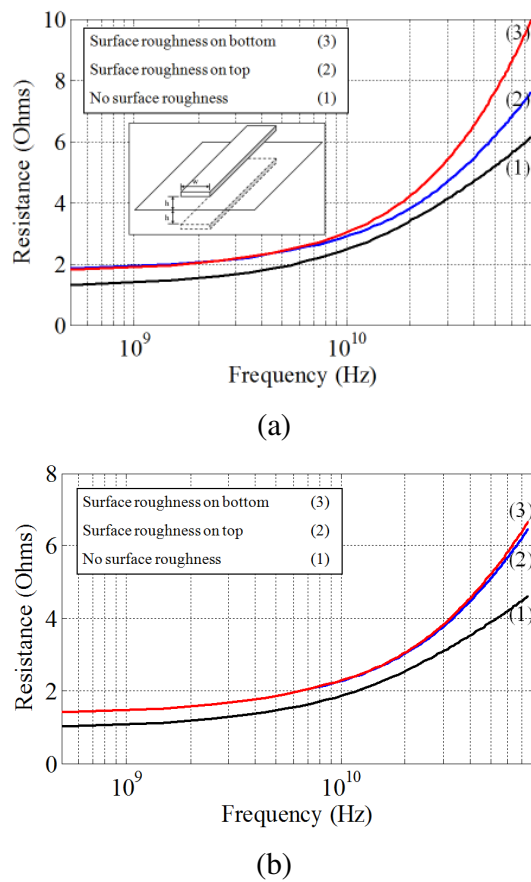 10
8
6
4
2
0
Resistance (Ohms)
Surface roughness on bottom (3)
Surface roughness on top (2)
No surface roughness (1)
w
h
h
(3)
(2)
(1)
10⁹
10¹⁰
Frequency (Hz)
(a)
8
6
4
2
0
Resistance (Ohms)
Surface roughness on bottom (3)
Surface roughness on top (2)
No surface roughness (1)
(3)
(2)
(1)
10⁹
10¹⁰
Frequency (Hz)
(b)